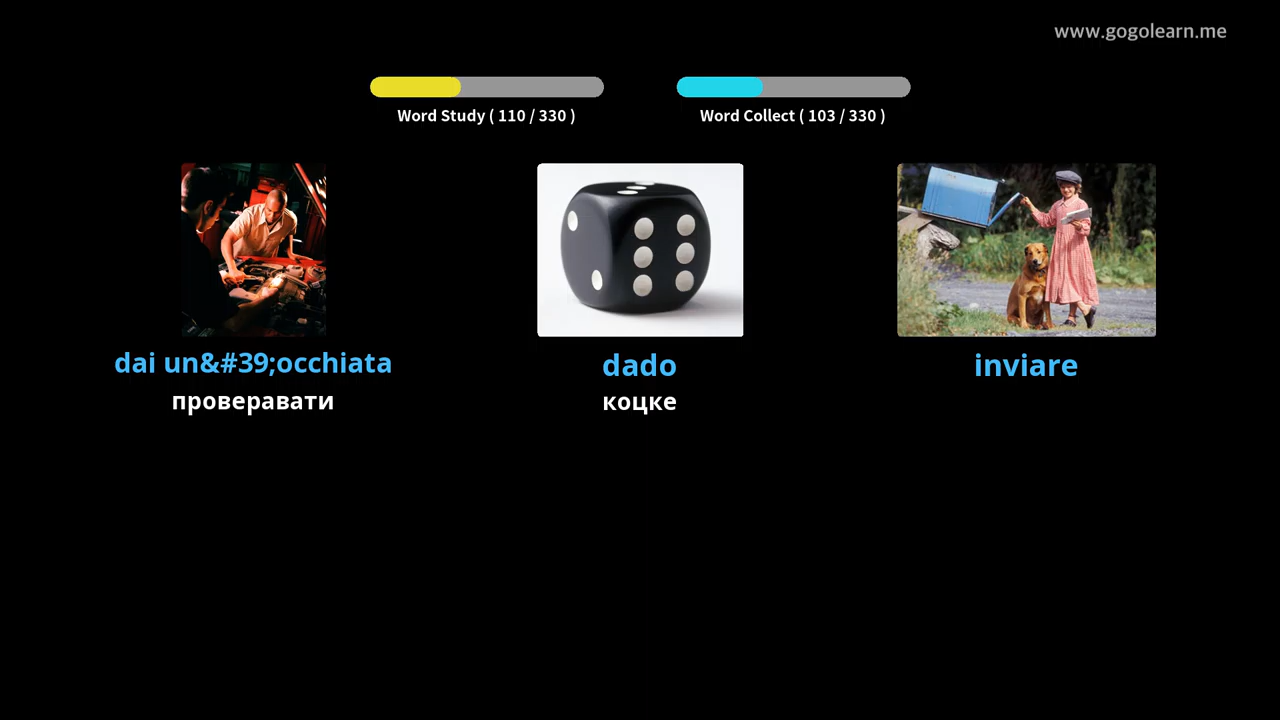 www.gogolearn.me
Word Study ( 110 / 330 )
Word Collect ( 103 / 330 )
dai un&#39;occhiata
dado
inviare
проверавати
коцке